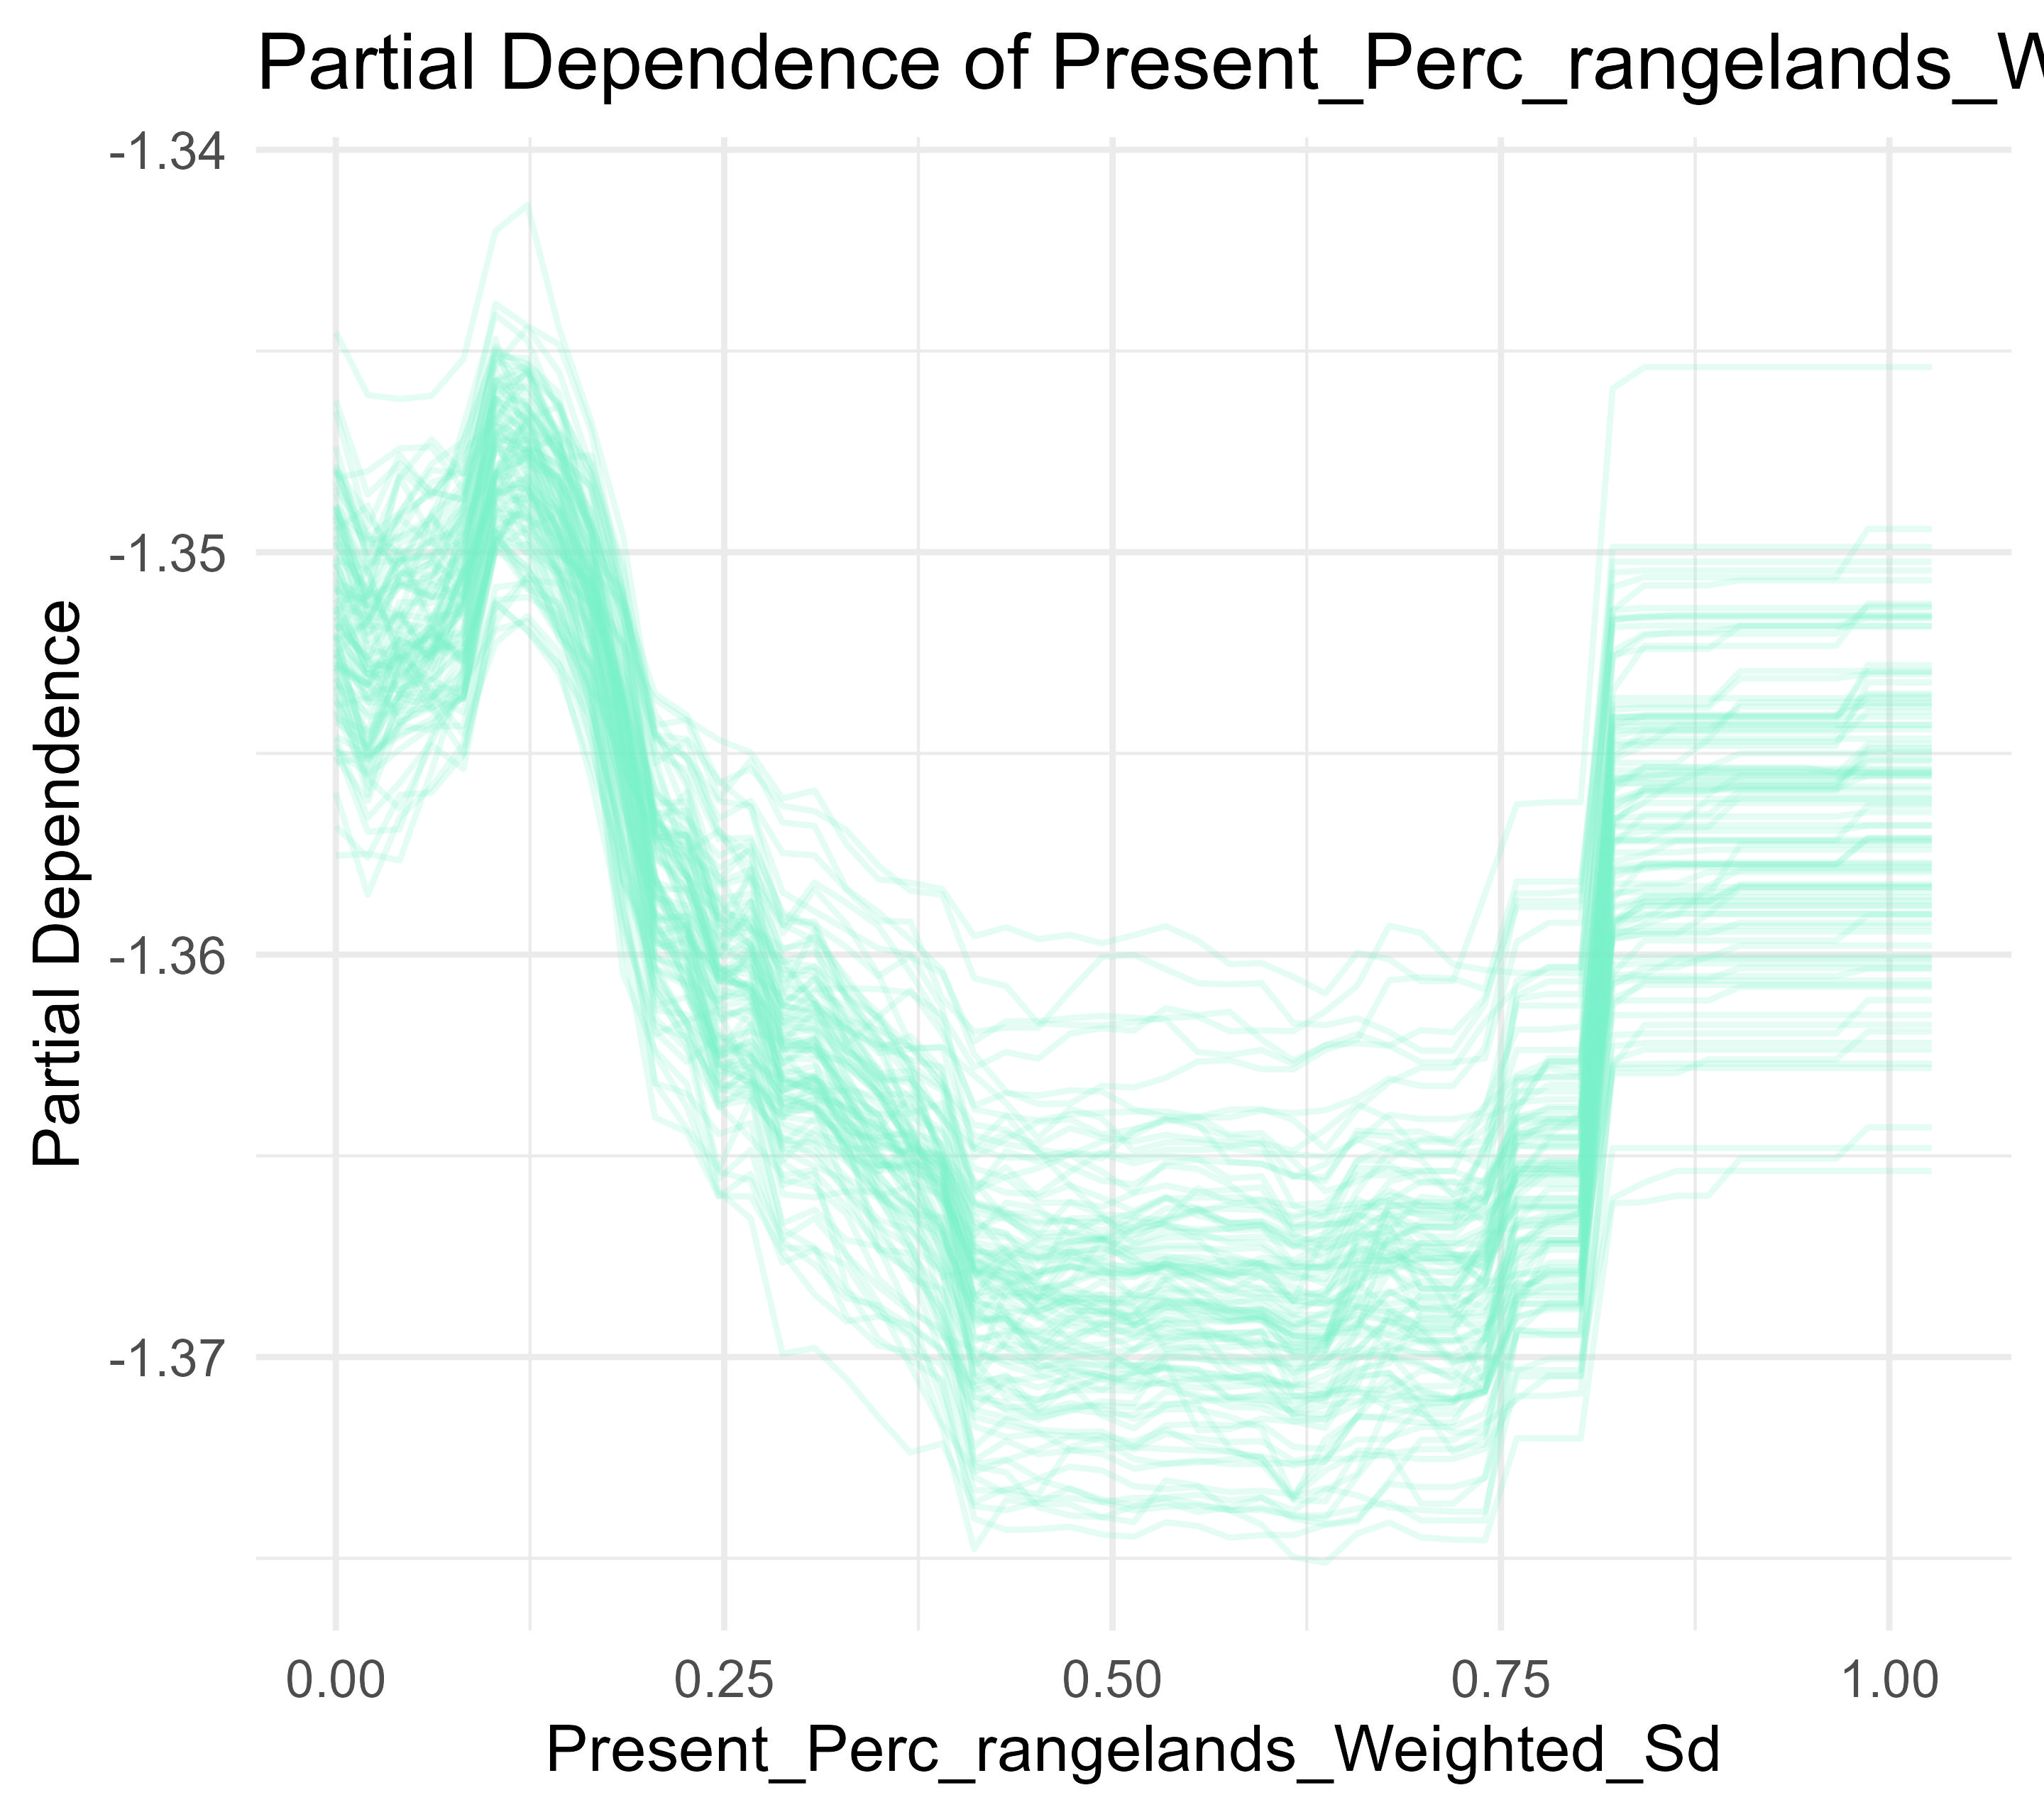 Partial Dependence of Present_Perc_rangelands_W
-1.34
-1.35
-1.36
-1.37
Partial Dependence
0.00 0.25 0.50 0.75 1.00
Present_Perc_rangelands_Weighted_Sd